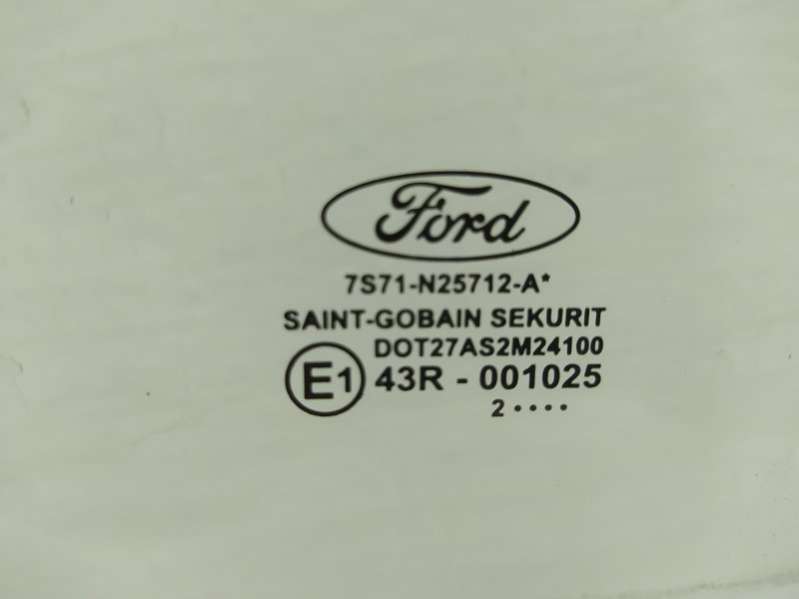 Ford
7S71-N25712-A*
SAINT-GOBAIN SEKURIT
DOT27AS2M24100
E1 43R - 001025
2 ····